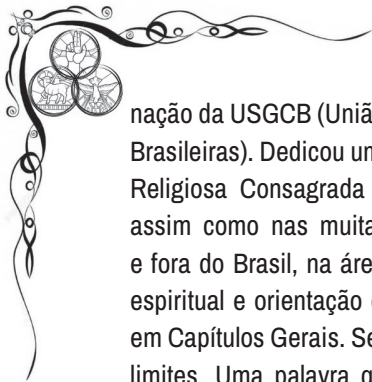 nação da USGCB (Uniã
Brasileiras). Dedicou un
Religiosa Consagrada
assim como nas muita
e fora do Brasil, na áre
espiritual e orientação
em Capítulos Gerais. Se
limites. Uma palavra q